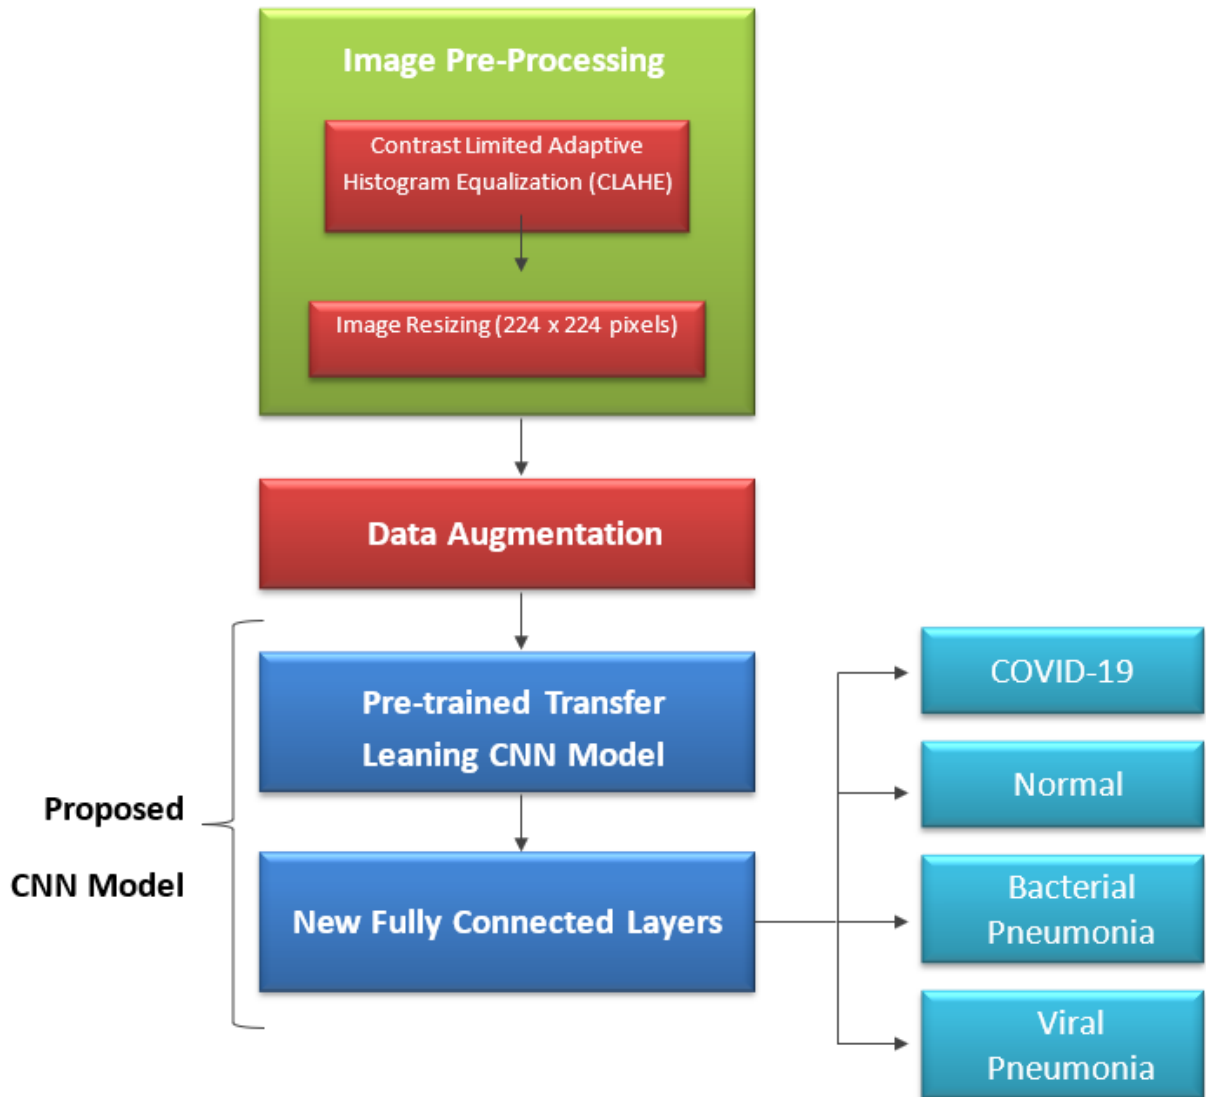 Image Pre-Processing
Contrast Limited Adaptive
Histogram Equalization (CLAHE)
Image Resizing (224 x 224 pixels)
Data Augmentation
Pre-trained Transfer
Leaning CNN Model
Proposed
CNN Model
New Fully Connected Layers
COVID-19
Normal
Bacterial
Pneumonia
Viral
Pneumonia